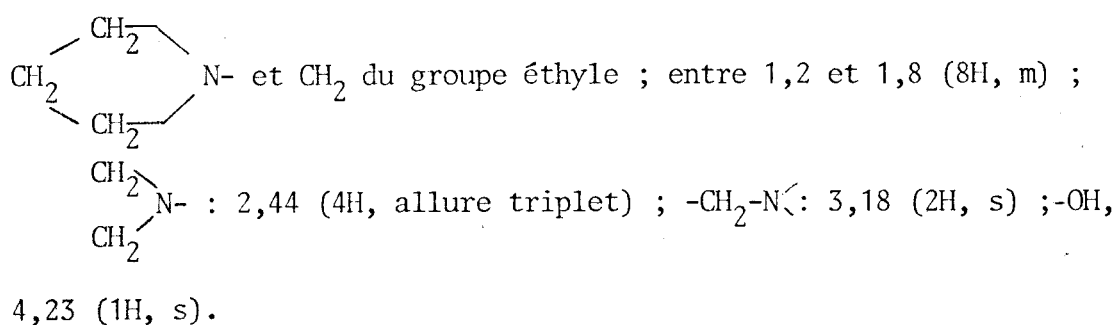 CH2
CH2 N- et CH2 du groupe éthyle ; entre 1,2 et 1,8 (8H, m) ;
CH2
CH2
N- : 2,44 (4H, allure triplet) ; -CH2-N : 3,18 (2H, s) ;-OH,
CH2
4,23 (1H, s).